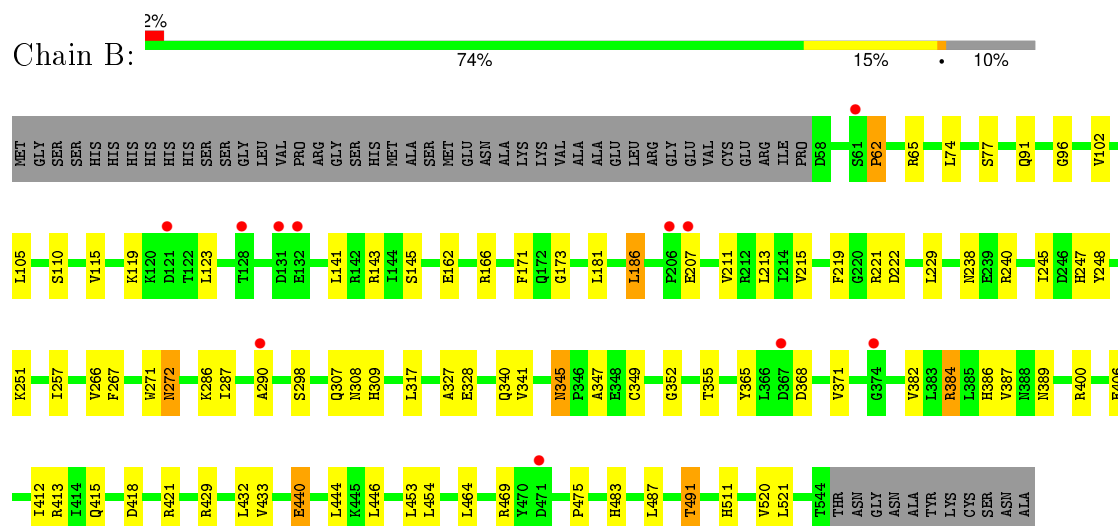 2%
Chain B:
74% 15% • 10%
MET GLY SER SER HIS HIS HIS HIS HIS HIS SER SER GLY LEU VAL PRO ARG GLY SER HIS MET ALA SER MET GLU ASN ALA LYS LYS VAL ALA ALA GLU LEU ARG GLY GLU VAL CYS GLU ARG ILE PRO D58 S61 P62 R65 L74 S77 Q91 G96 V102
L105 S110 V115 K119 K120 D121 T122 L123 T128 D131 E132 L141 R142 R143 I144 S145 E162 R166 F171 Q172 G173 L181 L186 P206 E207 V211 R212 L213 I214 V215 F219 G220 R221 D222 L229 N238 E239 R240 I245 D246 H247 Y248
K251 I257 V266 F267 W271 N272 K286 I287 A290 S298 Q307 N308 H309 L317 A327 E328 Q340 V341 N345 P346 A347 E348 C349 G352 T355 Y365 L366 D367 D368 V371 G374 V382 L383 R384 L385 H386 V387 N388 N389 R400
I412 R413 I414 Q415 D418 R421 R429 L432 V433 L444 K445 L446 L453 L454 L464 R469 Y470 D471 P475 H483 L487 T491 H511 V520 L521 T544 THR ASN GLY ASN ALA TYR LYS CYS SER ASN ALA